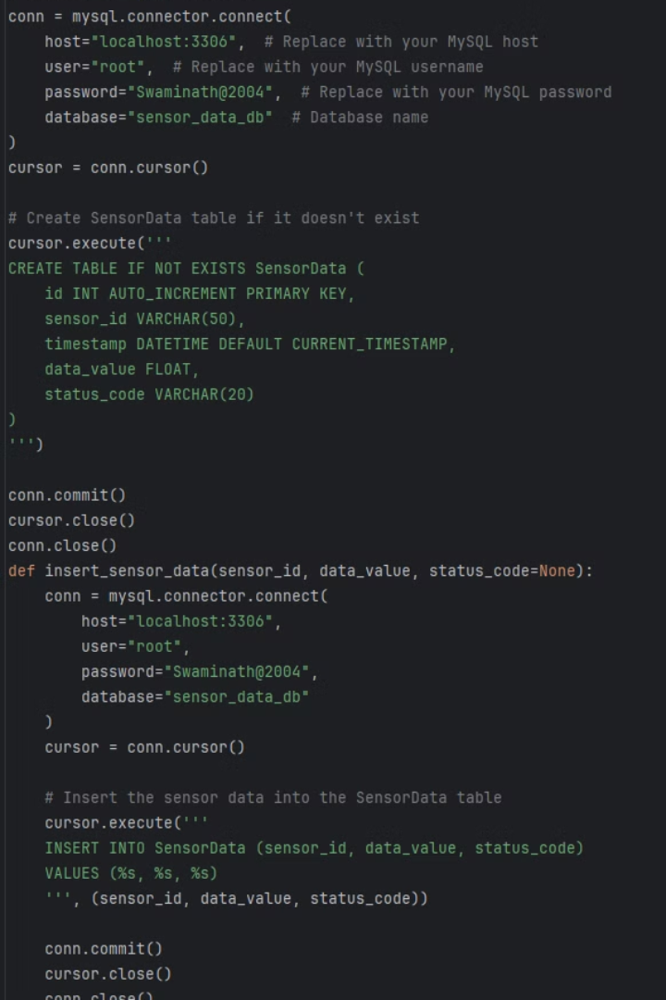 conn = mysql.connector.connect(
    host="localhost:3306",  # Replace with your MySQL host
    user="root",  # Replace with your MySQL username
    password="Swaminath@2004",  # Replace with your MySQL password
    database="sensor_data_db"  # Database name
)
cursor = conn.cursor()

# Create SensorData table if it doesn't exist
cursor.execute('''
CREATE TABLE IF NOT EXISTS SensorData (
    id INT AUTO_INCREMENT PRIMARY KEY,
    sensor_id VARCHAR(50),
    timestamp DATETIME DEFAULT CURRENT_TIMESTAMP,
    data_value FLOAT,
    status_code VARCHAR(20)
)
''')

conn.commit()
cursor.close()
conn.close()
def insert_sensor_data(sensor_id, data_value, status_code=None):
    conn = mysql.connector.connect(
        host="localhost:3306",
        user="root",
        password="Swaminath@2004",
        database="sensor_data_db"
    )
    cursor = conn.cursor()

    # Insert the sensor data into the SensorData table
    cursor.execute('''
    INSERT INTO SensorData (sensor_id, data_value, status_code)
    VALUES (%s, %s, %s)
    ''', (sensor_id, data_value, status_code))

    conn.commit()
    cursor.close()
    conn.close()